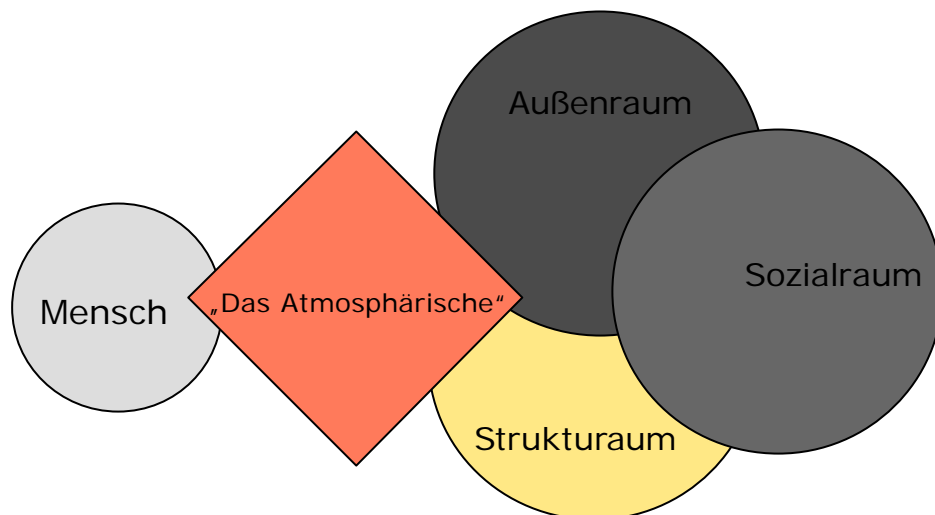 Außenraum
Sozialraum
Mensch
„Das Atmosphärische“
Strukturaum